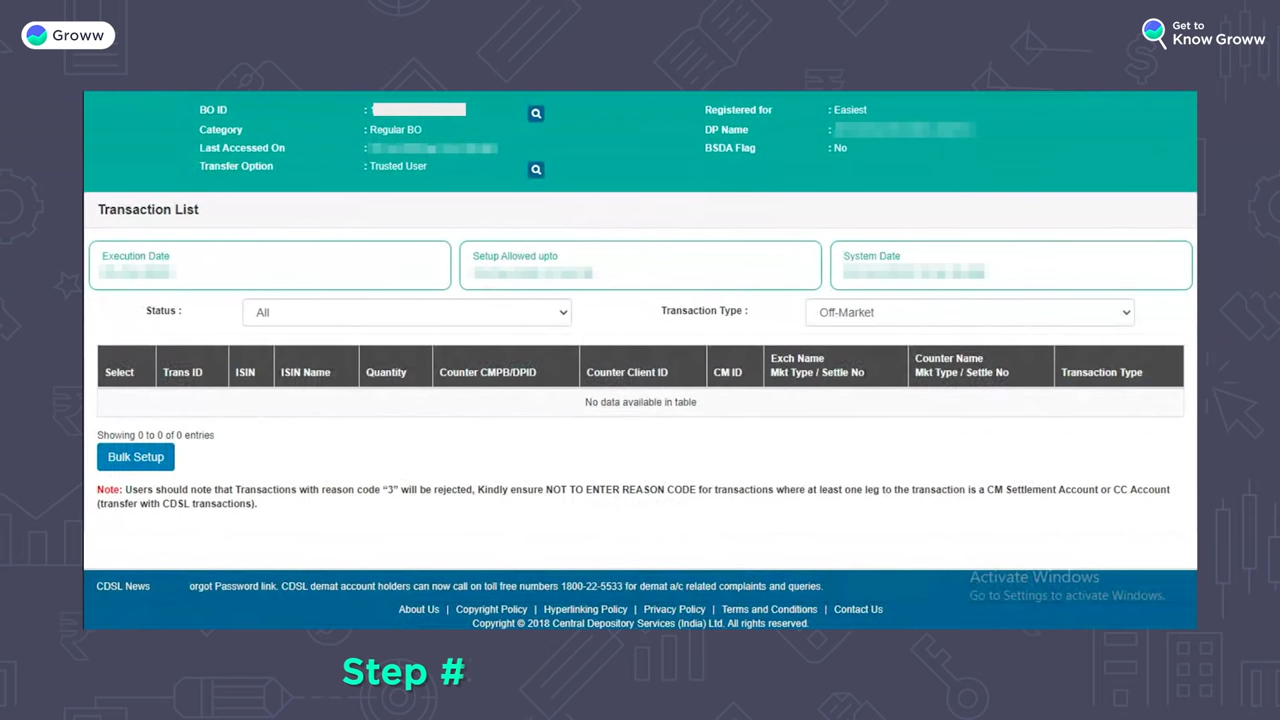 Groww
Get to
Know Groww
BO ID :
Registered for : Easiest
Category : Regular BO
DP Name :
Last Accessed On :
BSDA Flag : No
Transfer Option : Trusted User
Transaction List
Execution Date
Setup Allowed upto
System Date
Status : All
Transaction Type : Off-Market
Select Trans ID ISIN ISIN Name Quantity Counter CMPB/DPID Counter Client ID CM ID Exch Name Mkt Type / Settle No Counter Name Mkt Type / Settle No Transaction Type
No data available in table
Showing 0 to 0 of 0 entries
Bulk Setup
Note: Users should note that Transactions with reason code “3” will be rejected, Kindly ensure NOT TO ENTER REASON CODE for transactions where at least one leg to the transaction is a CM Settlement Account or CC Account
(transfer with CDSL transactions).
CDSL News orgot Password link. CDSL demat account holders can now call on toll free numbers 1800-22-5533 for demat a/c related complaints and queries.
Activate Windows
Go to Settings to activate Windows.
About Us | Copyright Policy | Hyperlinking Policy | Privacy Policy | Terms and Conditions | Contact Us
Copyright © 2018 Central Depository Services (India) Ltd. All rights reserved.
Step #